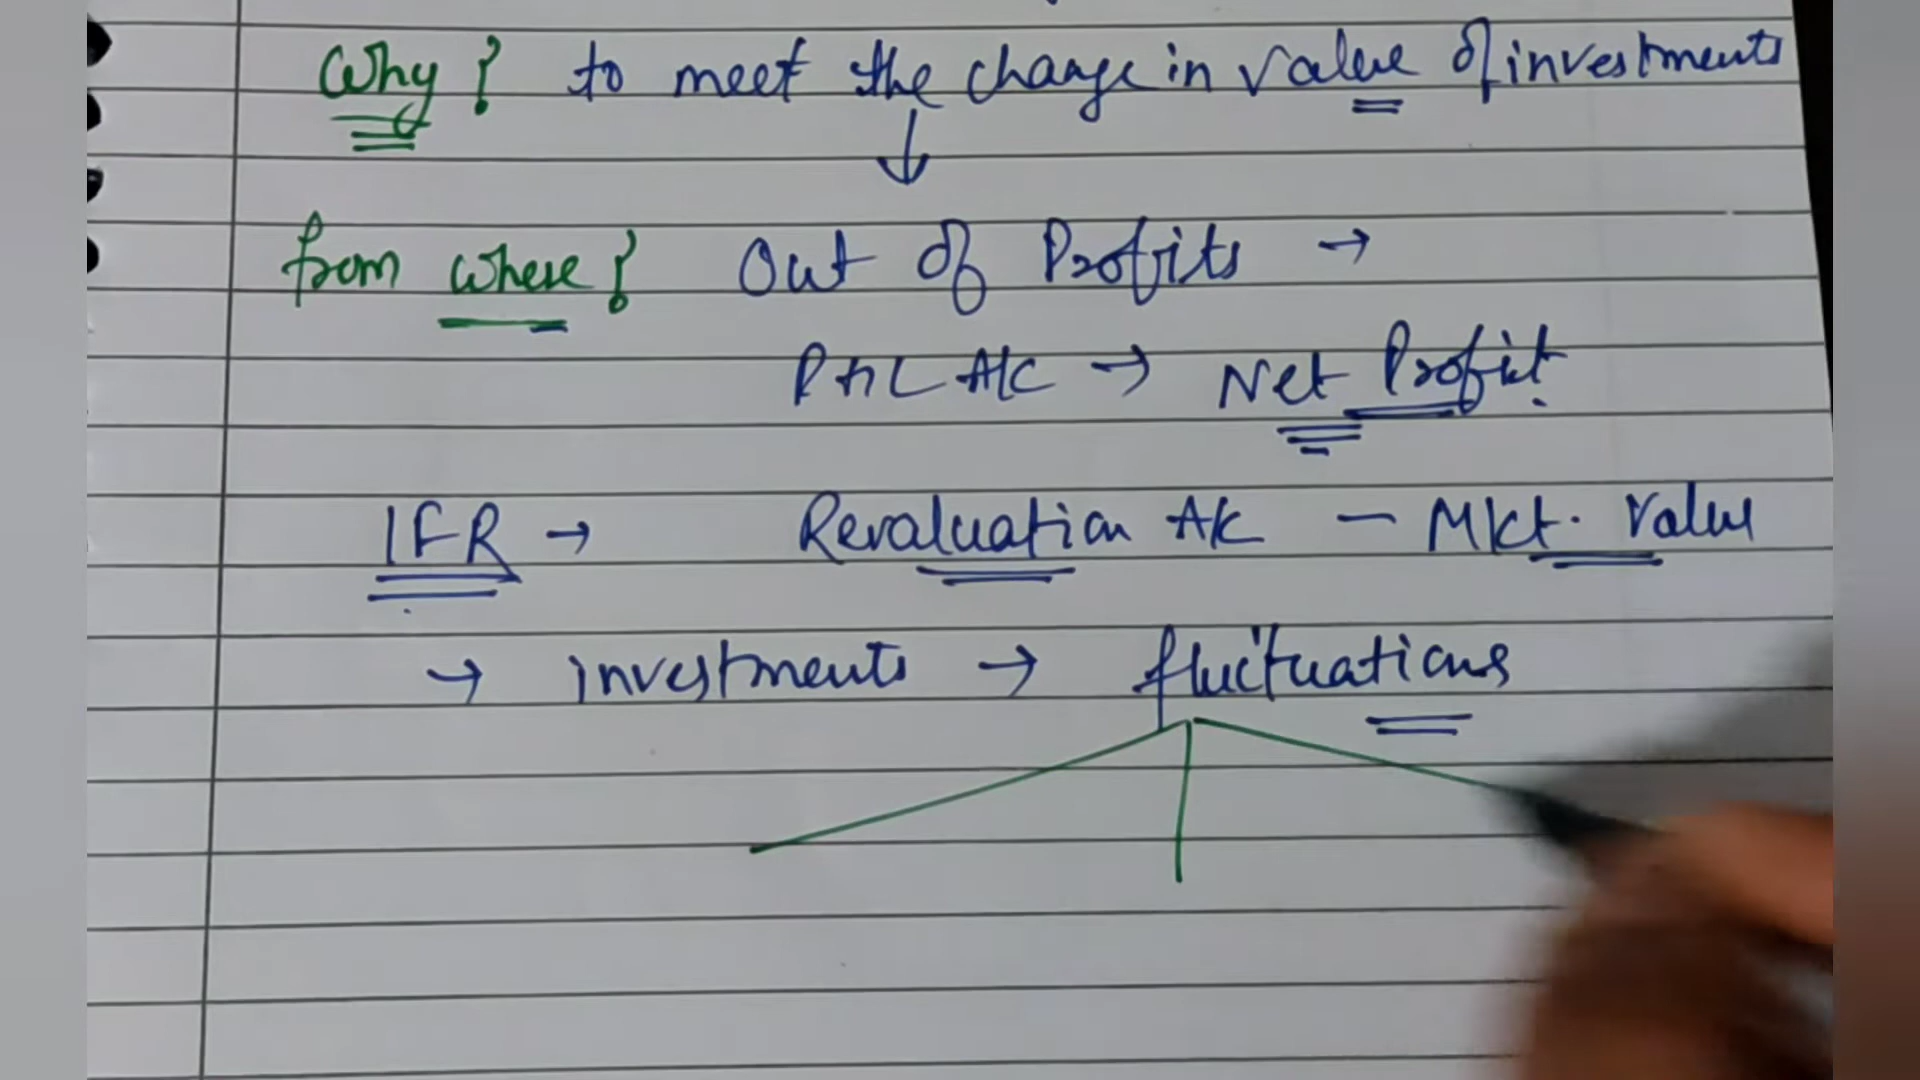 Why? to meet the change in value of investments
↓
from where? Out of Profits →
P & L A/c → Net Profit.
IFR → Revaluation A/c - Mkt. Value
→ investments → fluctuations